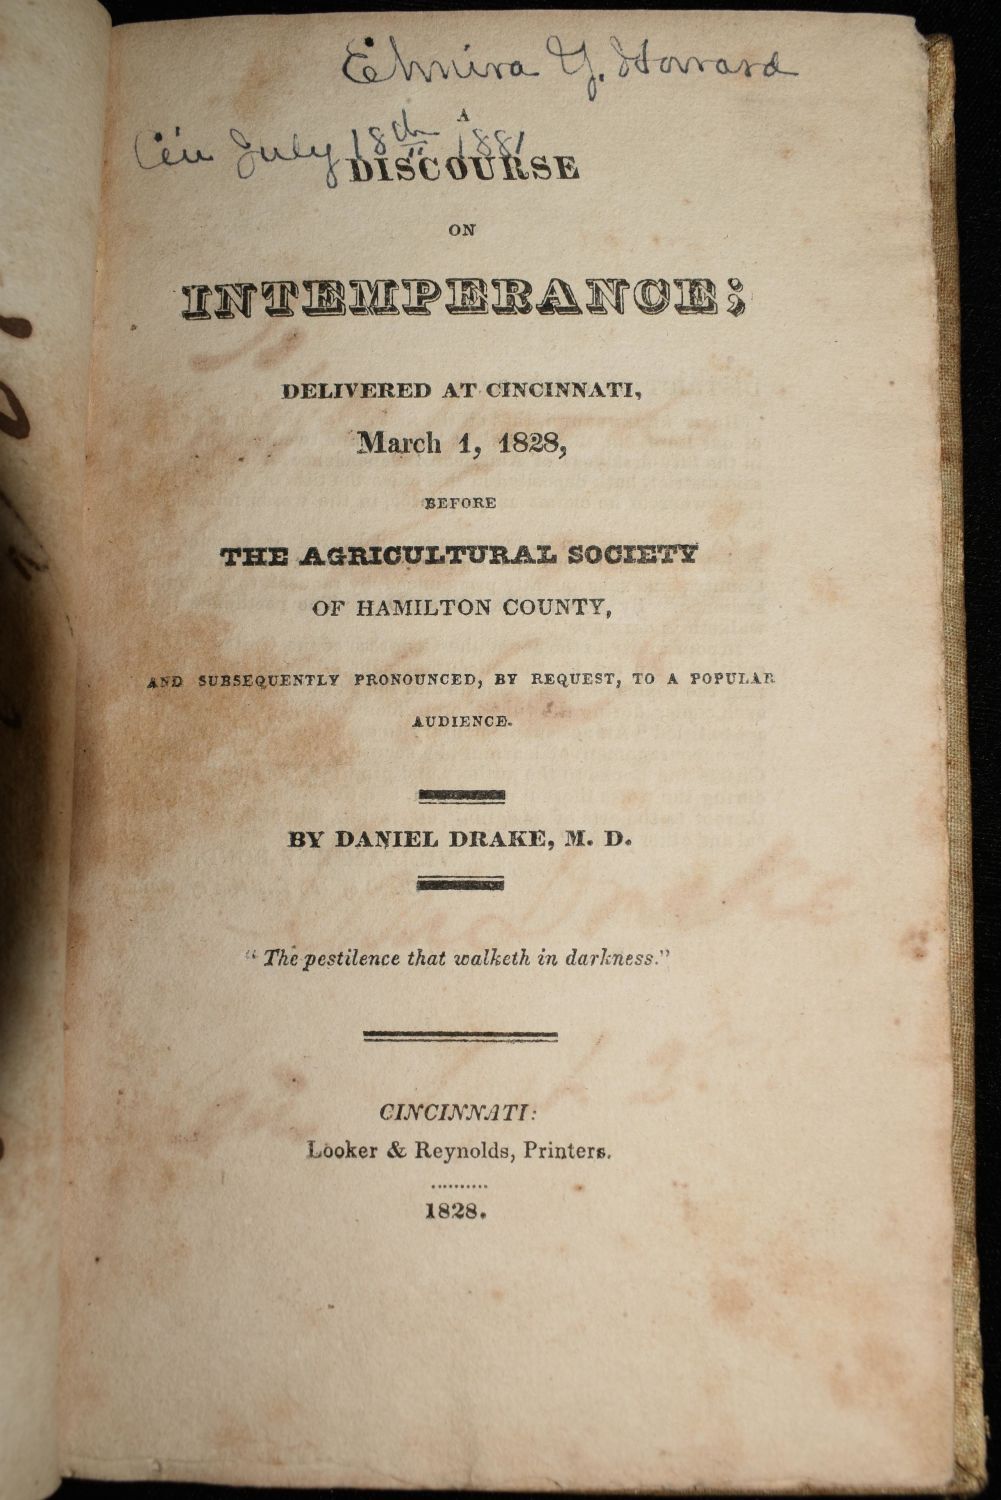 Elmira Y. Howard
A
Cin July 18th 1881
DISCOURSE
ON
INTEMPERANCE;
DELIVERED AT CINCINNATI,
March 1, 1828,
BEFORE
THE AGRICULTURAL SOCIETY
OF HAMILTON COUNTY,
AND SUBSEQUENTLY PRONOUNCED, BY REQUEST, TO A POPULAR
AUDIENCE.
BY DANIEL DRAKE, M. D.
"The pestilence that walketh in darkness."
CINCINNATI:
Looker & Reynolds, Printers.
1828.